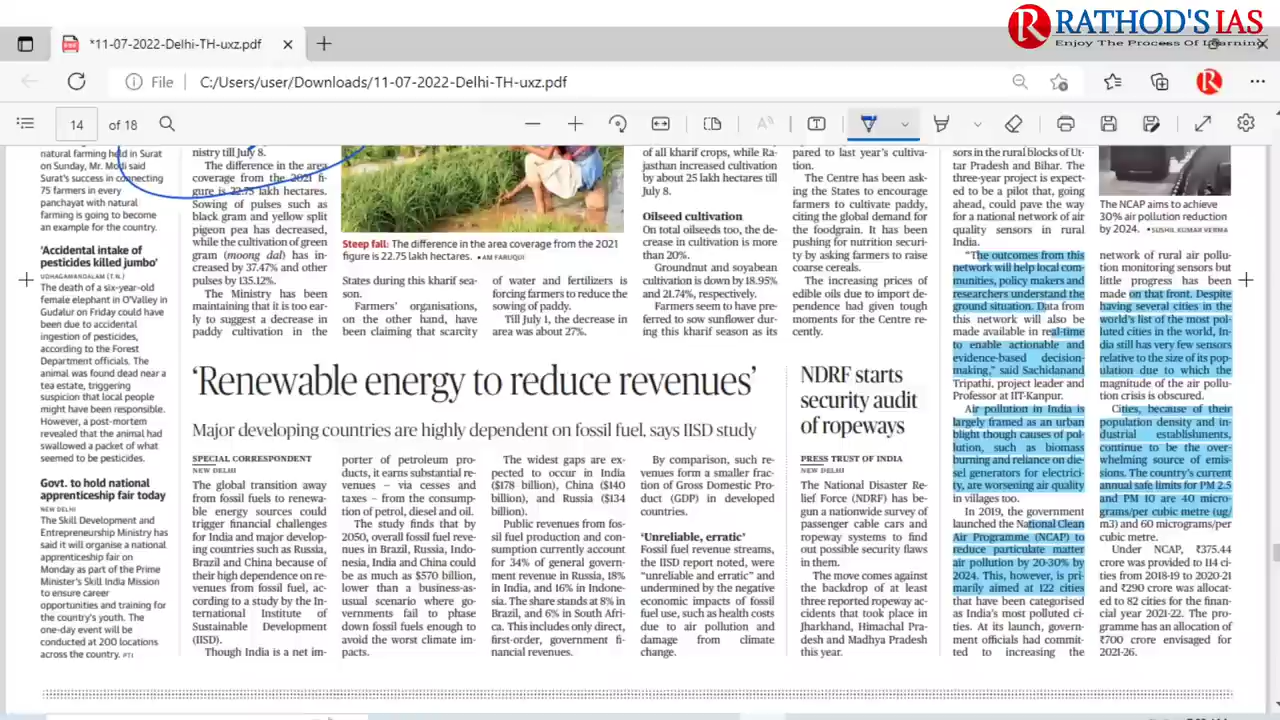 RATHOD'S IAS
Enjoy The Process Of Learning
*11-07-2022-Delhi-TH-uxz.pdf
File
C:/Users/user/Downloads/11-07-2022-Delhi-TH-uxz.pdf
14
of 18
natural farming held in Surat
on Sunday, Mr. Modi said
Surat's success in connecting
75 farmers in every
panchayat with natural
farming is going to become
an example for the country.
'Accidental intake of
pesticides killed jumbo'
UDHAGAMANDALAM (T.N.)
The death of a six-year-old
female elephant in O'Valley in
Gudalur on Friday could have
been due to accidental
ingestion of pesticides,
according to the Forest
Department officials. The
animal was found dead near a
tea estate, triggering
suspicion that local people
might have been responsible.
However, a post-mortem
revealed that the animal had
swallowed a packet of what
seemed to be pesticides.
Govt. to hold national
apprenticeship fair today
NEW DELHI
The Skill Development and
Entrepreneurship Ministry has
said it will organise a national
apprenticeship fair on
Monday as part of the Prime
Minister's Skill India Mission
to ensure career
opportunities and training for
the country's youth. The
one-day event will be
conducted at 200 locations
across the country. PTI
nistry till July 8.
The difference in the area
coverage from the 2021 fi-
gure is 22.75 lakh hectares.
Sowing of pulses such as
black gram and yellow split
pigeon pea has decreased,
while the cultivation of green
gram (moong dal) has in-
creased by 37.47% and other
pulses by 135.12%.
The Ministry has been
maintaining that it is too ear-
ly to suggest a decrease in
paddy cultivation in the
Steep fall: The difference in the area coverage from the 2021
figure is 22.75 lakh hectares. • AM FARUQUI
States during this kharif sea-
son.
Farmers' organisations,
on the other hand, have
been claiming that scarcity
of water and fertilizers is
forcing farmers to reduce the
sowing of paddy.
Till July 1, the decrease in
area was about 27%.
of all kharif crops, while Ra-
jasthan increased cultivation
by about 25 lakh hectares till
July 8.
Oilseed cultivation
On total oilseeds too, the de-
crease in cultivation is more
than 20%.
Groundnut and soyabean
cultivation is down by 18.95%
and 21.74%, respectively.
Farmers seem to have pre-
ferred to sow sunflower dur-
ing this kharif season as its
pared to last year's cultiva-
tion.
The Centre has been ask-
ing the States to encourage
farmers to cultivate paddy,
citing the global demand for
the foodgrain. It has been
pushing for nutrition securi-
ty by asking farmers to raise
coarse cereals.
The increasing prices of
edible oils due to import de-
pendence had given tough
moments for the Centre re-
cently.
'Renewable energy to reduce revenues'
Major developing countries are highly dependent on fossil fuel, says IISD study
SPECIAL CORRESPONDENT
NEW DELHI
The global transition away
from fossil fuels to renewa-
ble energy sources could
trigger financial challenges
for India and major develop-
ing countries such as Russia,
Brazil and China because of
their high dependence on re-
venues from fossil fuel, ac-
cording to a study by the In-
ternational Institute of
Sustainable Development
(IISD).
Though India is a net im-
porter of petroleum pro-
ducts, it earns substantial re-
venues – via cesses and
taxes – from the consump-
tion of petrol, diesel and oil.
The study finds that by
2050, overall fossil fuel reve-
nues in Brazil, Russia, Indo-
nesia, India and China could
be as much as $570 billion,
lower than a business-as-
usual scenario where go-
vernments fail to phase
down fossil fuels enough to
avoid the worst climate im-
pacts.
The widest gaps are ex-
pected to occur in India
($178 billion), China ($140
billion), and Russia ($134
billion).
Public revenues from fos-
sil fuel production and con-
sumption currently account
for 34% of general govern-
ment revenue in Russia, 18%
in India, and 16% in Indone-
sia. The share stands at 8% in
Brazil, and 6% in South Afri-
ca. This includes only direct,
first-order, government fi-
nancial revenues.
By comparison, such re-
venues form a smaller frac-
tion of Gross Domestic Pro-
duct (GDP) in developed
countries.
'Unreliable, erratic'
Fossil fuel revenue streams,
the IISD report noted, were
"unreliable and erratic" and
undermined by the negative
economic impacts of fossil
fuel use, such as health costs
due to air pollution and
damage from climate
change.
NDRF starts
security audit
of ropeways
PRESS TRUST OF INDIA
NEW DELHI
The National Disaster Re-
lief Force (NDRF) has be-
gun a nationwide survey of
passenger cable cars and
ropeway systems to find
out possible security flaws
in them.
The move comes against
the backdrop of at least
three reported ropeway ac-
cidents that took place in
Jharkhand, Himachal Pra-
desh and Madhya Pradesh
this year.
sors in the rural blocks of Ut-
tar Pradesh and Bihar. The
three-year project is expect-
ed to be a pilot that, going
ahead, could pave the way
for a national network of air
quality sensors in rural
India.
"The outcomes from this
network will help local com-
munities, policy makers and
researchers understand the
ground situation. Data from
this network will also be
made available in real-time
to enable actionable and
evidence-based decision-
making," said Sachidanand
Tripathi, project leader and
Professor at IIT-Kanpur.
Air pollution in India is
largely framed as an urban
blight though causes of pol-
lution, such as biomass
burning and reliance on die-
sel generators for electrici-
ty, are worsening air quality
in villages too.
In 2019, the government
launched the National Clean
Air Programme (NCAP) to
reduce particulate matter
air pollution by 20-30% by
2024. This, however, is pri-
marily aimed at 122 cities
that have been categorised
as India's most polluted ci-
ties. At its launch, govern-
ment officials had commit-
ted to increasing the
The NCAP aims to achieve
30% air pollution reduction
by 2024. • SUSHIL KUMAR VERMA
network of rural air pollu-
tion monitoring sensors but
little progress has been
made on that front. Despite
having several cities in the
world's list of the most pol-
luted cities in the world, In-
dia still has very few sensors
relative to the size of its pop-
ulation due to which the
magnitude of the air pollu-
tion crisis is obscured.
Cities, because of their
population density and in-
dustrial establishments,
continue to be the over-
whelming source of emis-
sions. The country's current
annual safe limits for PM 2.5
and PM 10 are 40 micro-
grams/per cubic metre (ug/
m3) and 60 micrograms/per
cubic metre.
Under NCAP, ₹375.44
crore was provided to 114 ci-
ties from 2018-19 to 2020-21
and ₹290 crore was allocat-
ed to 82 cities for the finan-
cial year 2021-22. The pro-
gramme has an allocation of
₹700 crore envisaged for
2021-26.